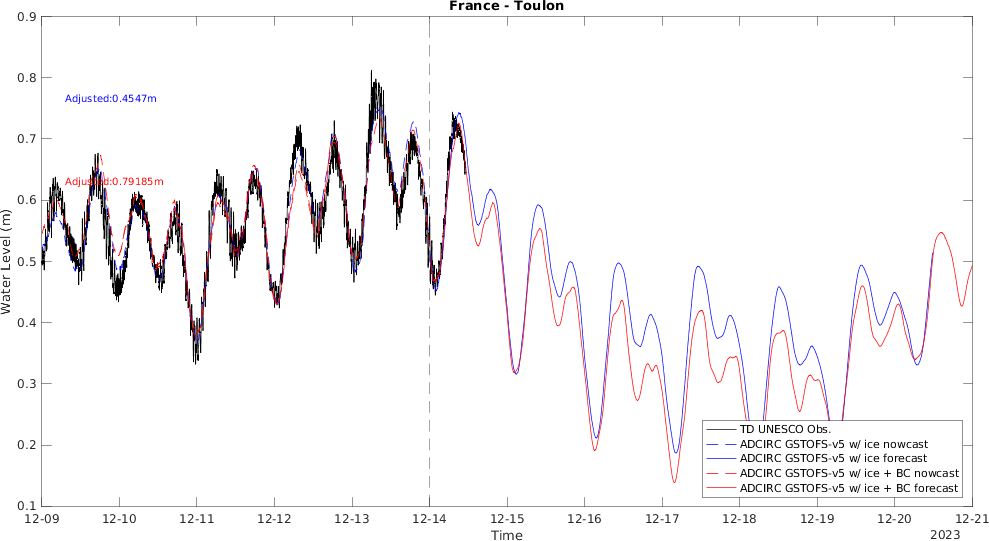 France - Toulon
0.9
0.8
0.7
0.6
0.5
0.4
0.3
0.2
0.1
Water Level (m)
Adjusted:0.4547m
Adjusted:0.79185m
TD UNESCO Obs.
ADCIRC GSTOFS-v5 w/ ice nowcast
ADCIRC GSTOFS-v5 w/ ice forecast
ADCIRC GSTOFS-v5 w/ ice + BC nowcast
ADCIRC GSTOFS-v5 w/ ice + BC forecast
12-09 12-10 12-11 12-12 12-13 12-14 12-15 12-16 12-17 12-18 12-19 12-20 12-21
Time
2023